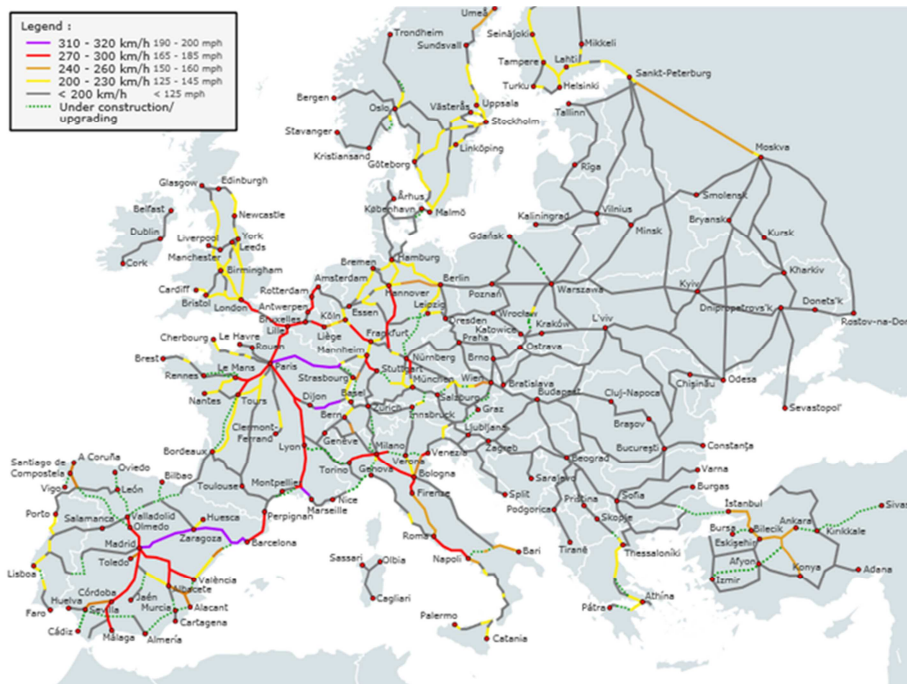 Legend :
310 - 320 km/h 190 - 200 mph
270 - 300 km/h 165 - 185 mph
240 - 260 km/h 150 - 160 mph
200 - 230 km/h 125 - 145 mph
< 200 km/h < 125 mph
Under construction/
upgrading
Umeå
Trondheim
Sundsvall
Seinäjoki
Mikkeli
Tampere
Lahti
Sankt-Peterburg
Turku
Helsinki
Bergen
Oslo
Västerås
Uppsala
Stockholm
Tallinn
Stavanger
Kristiansand
Linköping
Göteborg
Moskva
Rīga
Glasgow
Edinburgh
Århus
København
Malmö
Smolensk
Belfast
Newcastle
Kaliningrad
Vilnius
Minsk
Bryansk
Dublin
Liverpool
York
Leeds
Manchester
Gdańsk
Kursk
Cork
Birmingham
Bremen
Hamburg
Amsterdam
Berlin
Kharkiv
Cardiff
Bristol
London
Rotterdam
Hannover
Poznań
Warszawa
Kyiv
Antwerpen
Bruxelles
Essen
Leipzig
Dnipropetrovs'k
Donets'k
Lille
Köln
Dresden
Wrocław
L'viv
Rostov-na-Don
Liège
Frankfurt
Katowice
Kraków
Cherbourg
Le Havre
Rouen
Mannheim
Praha
Ostrava
Brest
Le Mans
Paris
Nürnberg
Brno
Rennes
Strasbourg
Stuttgart
München
Wien
Chişinău
Odesa
Nantes
Tours
Dijon
Basel
Zürich
Salzburg
Bratislava
Budapest
Cluj-Napoca
Innsbruck
Graz
Sevastopol'
Clermont-
Ferrand
Bern
Genève
Braşov
Bordeaux
Lyon
Milano
Ljubljana
Zagreb
Bucureşti
Constanţa
Torino
Verona
Venezia
Beograd
Santiago de
Compostela
A Coruña
Oviedo
Bilbao
Genova
Bologna
Varna
Vigo
León
Toulouse
Montpellier
Nice
Marseille
Firenze
Split
Sarajevo
Priština
Sofia
Burgas
Porto
Salamanca
Valladolid
Olmedo
Huesca
Perpignan
Podgorica
Skopje
İstanbul
Sivas
Madrid
Zaragoza
Barcelona
Roma
Bari
Tiranë
Thessaloníki
Bursa
Bilecik
Ankara
Kırıkkale
Eskişehir
Lisboa
Toledo
Sassari
Olbia
Napoli
Afyon
València
Albacete
Izmir
Konya
Adana
Faro
Huelva
Córdoba
Sevilla
Jaén
Murcia
Alacant
Cagliari
Palermo
Pátra
Athína
Cádiz
Málaga
Almería
Cartagena
Catania